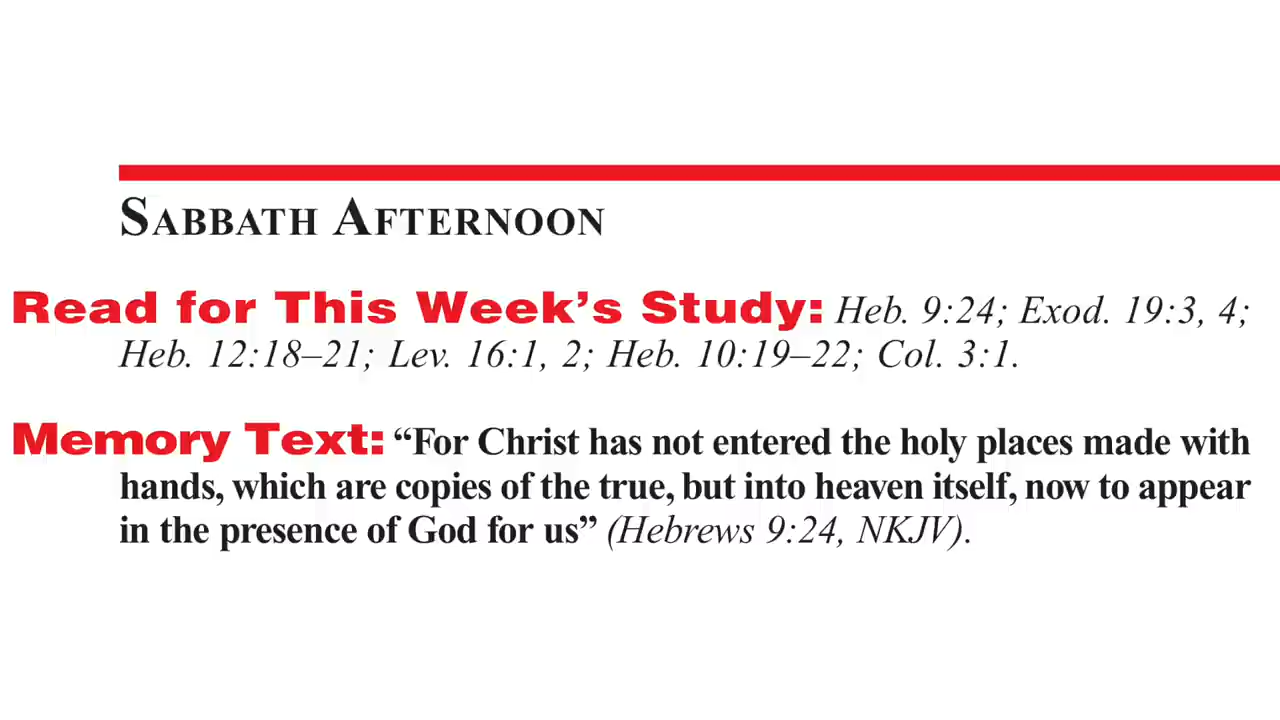 SABBATH AFTERNOON
Read for This Week’s Study: Heb. 9:24; Exod. 19:3, 4;
Heb. 12:18–21; Lev. 16:1, 2; Heb. 10:19–22; Col. 3:1.
Memory Text: “For Christ has not entered the holy places made with
hands, which are copies of the true, but into heaven itself, now to appear
in the presence of God for us” (Hebrews 9:24, NKJV).